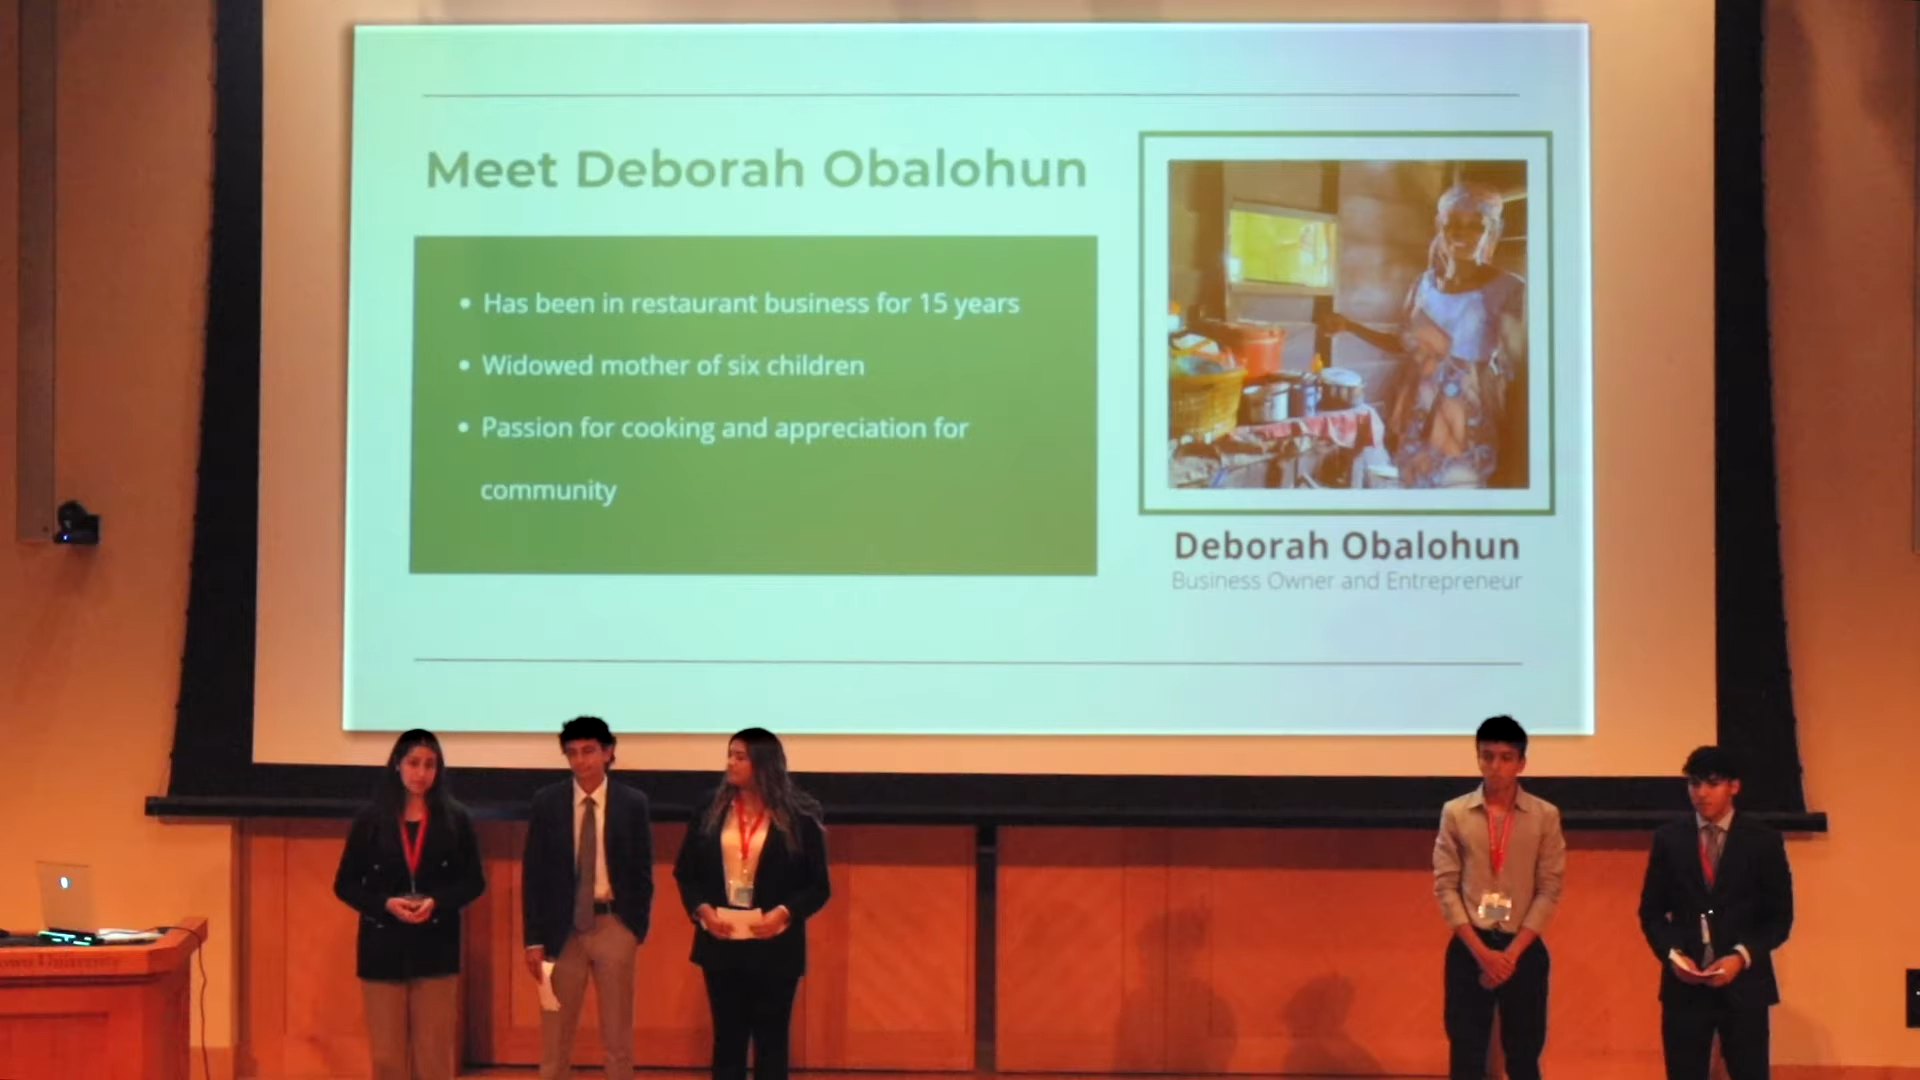 Meet Deborah Obalohun
• Has been in restaurant business for 15 years
• Widowed mother of six children
• Passion for cooking and appreciation for
community
Deborah Obalohun
Business Owner and Entrepreneur
University